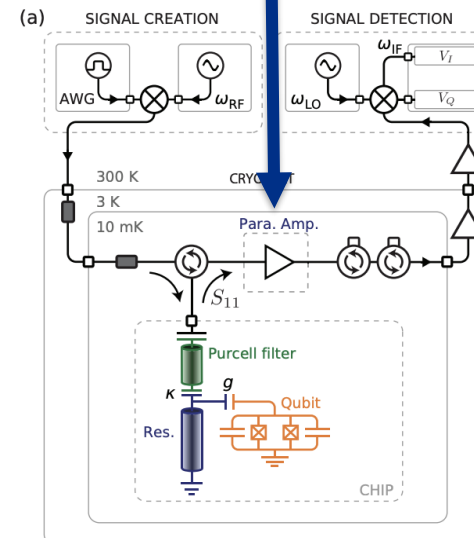 (a)
SIGNAL CREATION
SIGNAL DETECTION
AWG
ωRF
ωLO
ωIF
VI
VQ
300 K
3 K
10 mK
Para. Amp.
S11
Purcell filter
κ
g
Qubit
Res.
CHIP